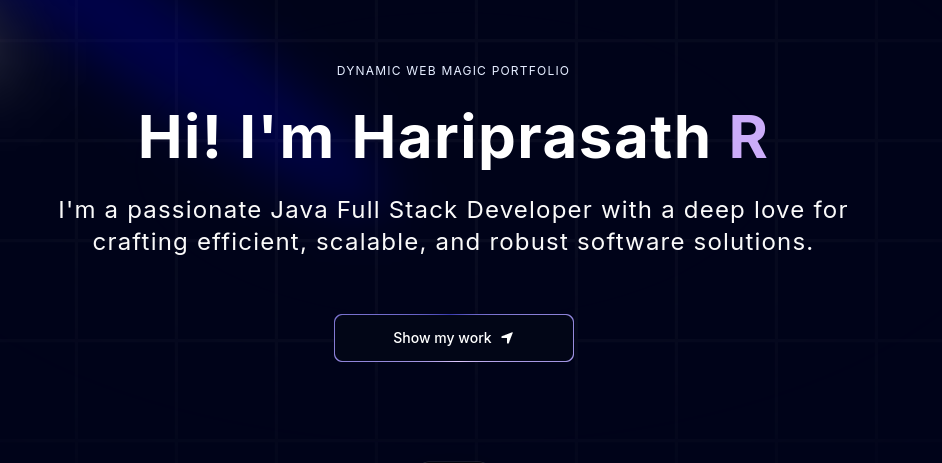 DYNAMIC WEB MAGIC PORTFOLIO
Hi! I'm Hariprasath R
I'm a passionate Java Full Stack Developer with a deep love for
crafting efficient, scalable, and robust software solutions.
Show my work